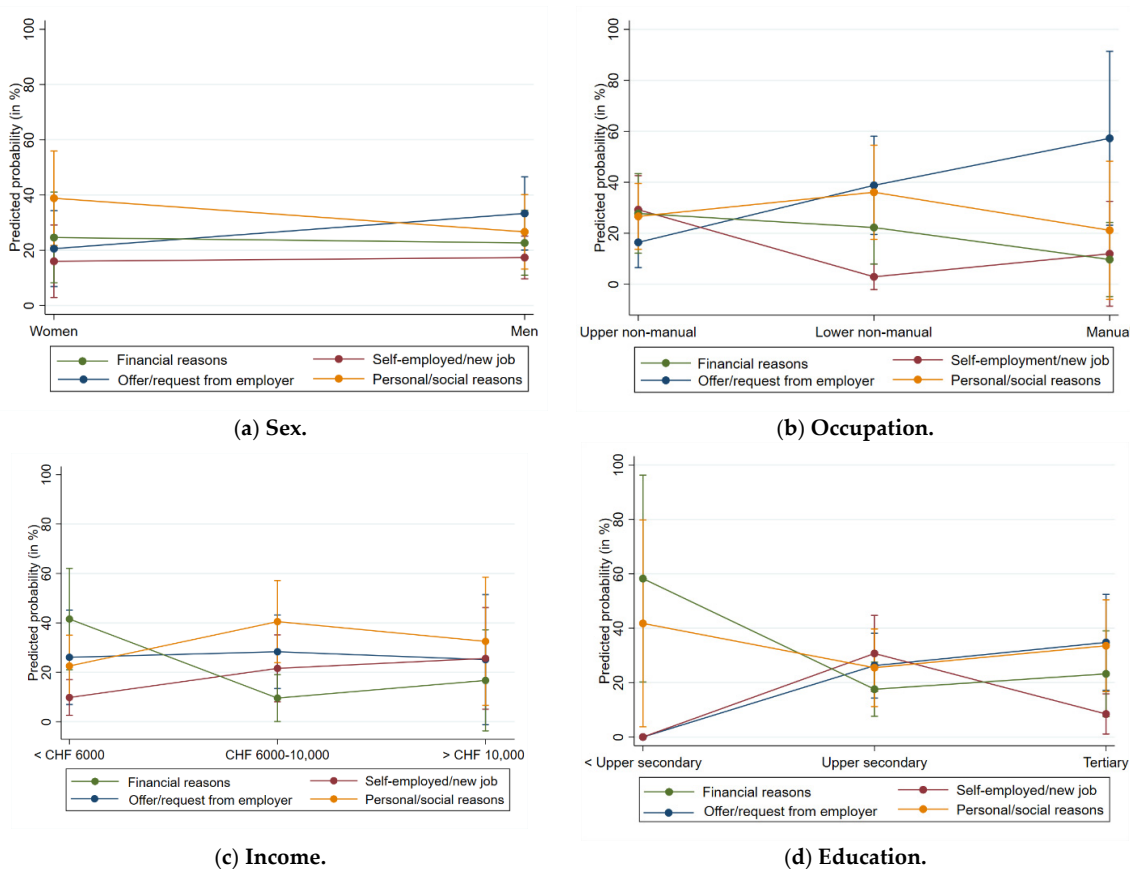 Predicted probability (in %)
100
80
60
40
20
0
Women Men
Financial reasons Self-employed/new job
Offer/request from employer Personal/social reasons
(a) Sex.
Predicted probability (in %)
100
80
60
40
20
0
Upper non-manual Lower non-manual Manua
Financial reasons Self-employment/new job
Offer/request from employer Personal/social reasons
(b) Occupation.
Predicted probability (in %)
100
80
60
40
20
0
< CHF 6000 CHF 6000-10,000 > CHF 10,000
Financial reasons Self-employed/new job
Offer/request from employer Personal/social reasons
(c) Income.
Predicted probability (in %)
100
80
60
40
20
0
< Upper secondary Upper secondary Tertiary
Financial reasons Self-employed/new job
Offer/request from employer Personal/social reasons
(d) Education.